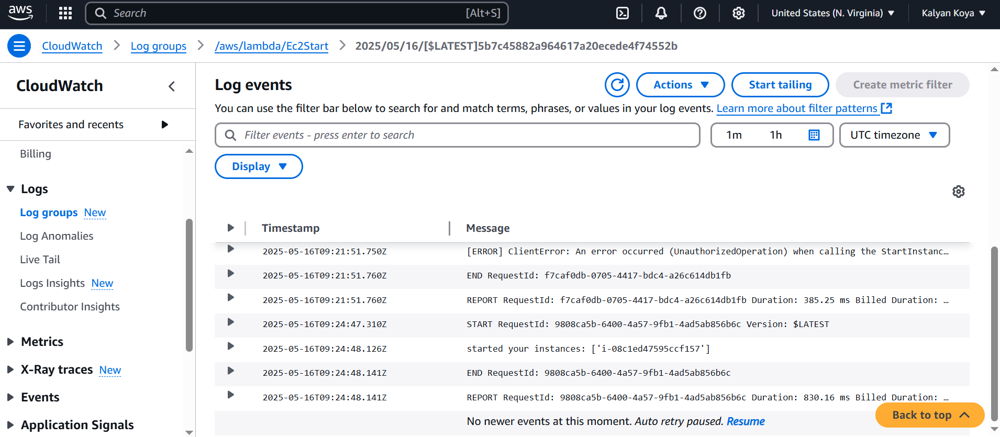 aws Search [Alt+S] United States (N. Virginia) Kalyan Koya
CloudWatch Log groups /aws/lambda/Ec2Start 2025/05/16/[$LATEST]5b7c45882a964617a20ecede4f74552b
CloudWatch
Favorites and recents
Billing
Logs
Log groups New
Log Anomalies
Live Tail
Logs Insights New
Contributor Insights
Metrics
X-Ray traces New
Events
Application Signals
Log events
Actions
Start tailing
Create metric filter
You can use the filter bar below to search for and match terms, phrases, or values in your log events. Learn more about filter patterns
Filter events - press enter to search
1m 1h
UTC timezone
Display
Timestamp Message
2025-05-16T09:21:51.750Z [ERROR] ClientError: An error occurred (UnauthorizedOperation) when calling the StartInstanc…
2025-05-16T09:21:51.760Z END RequestId: f7caf0db-0705-4417-bdc4-a26c614db1fb
2025-05-16T09:21:51.760Z REPORT RequestId: f7caf0db-0705-4417-bdc4-a26c614db1fb Duration: 385.25 ms Billed Duration: …
2025-05-16T09:24:47.310Z START RequestId: 9808ca5b-6400-4a57-9fb1-4ad5ab856b6c Version: $LATEST
2025-05-16T09:24:48.126Z started your instances: ['i-08c1ed47595ccf157']
2025-05-16T09:24:48.141Z END RequestId: 9808ca5b-6400-4a57-9fb1-4ad5ab856b6c
2025-05-16T09:24:48.141Z REPORT RequestId: 9808ca5b-6400-4a57-9fb1-4ad5ab856b6c Duration: 830.16 ms Billed Duration: …
No newer events at this moment. Auto retry paused. Resume
Back to top